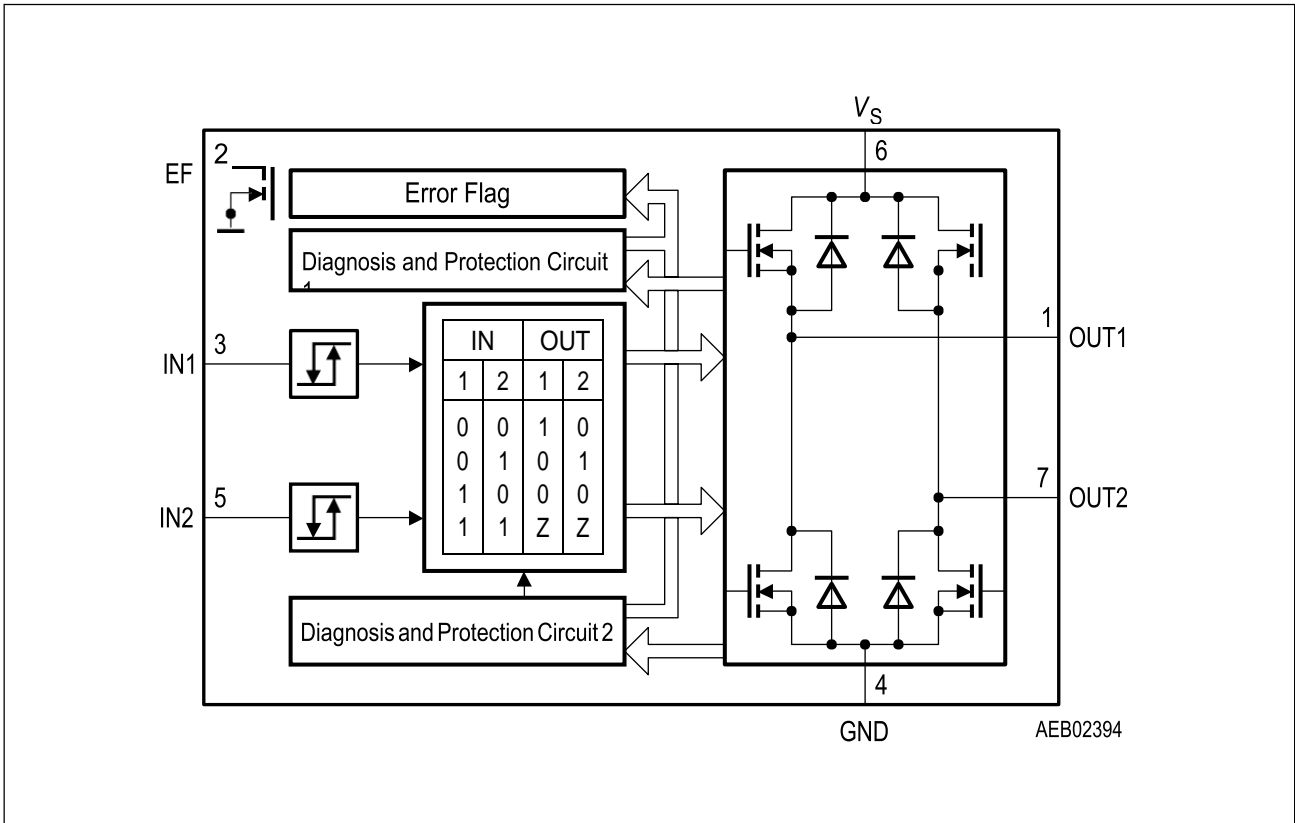 VS
6
EF
2
Error Flag
Diagnosis and Protection Circuit
1
IN1
3
IN OUT
1 2 1 2
0 0 1 0
0 1 0 1
1 0 0 0
1 1 Z Z
1
OUT1
IN2
5
7
OUT2
Diagnosis and Protection Circuit 2
4
GND
AEB02394